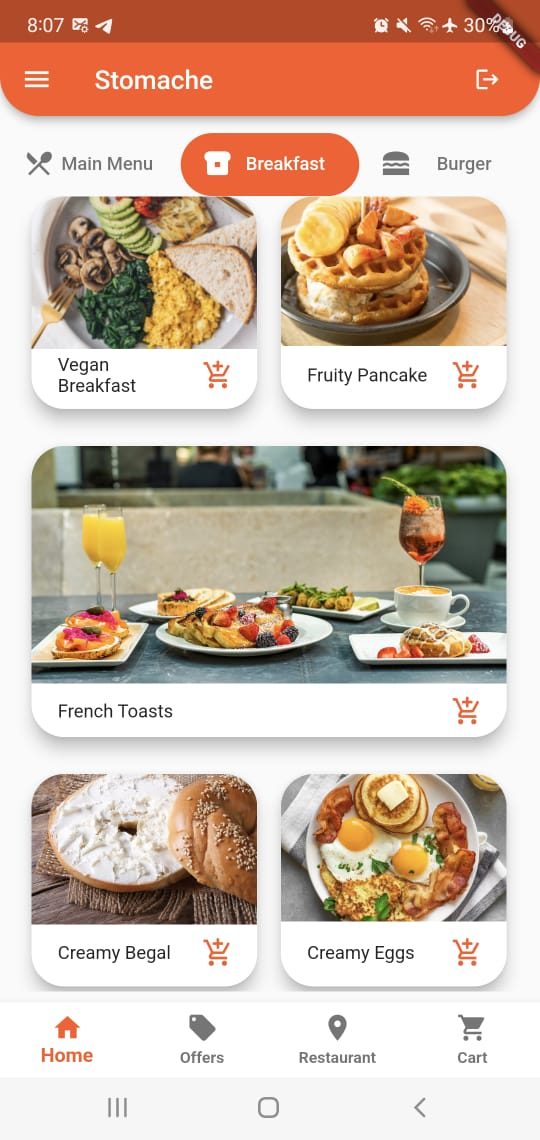 8:07 30%
DEBUG
Stomache
Main Menu Breakfast Burger
Vegan
Breakfast
Fruity Pancake
French Toasts
Creamy Begal
Creamy Eggs
Home Offers Restaurant Cart